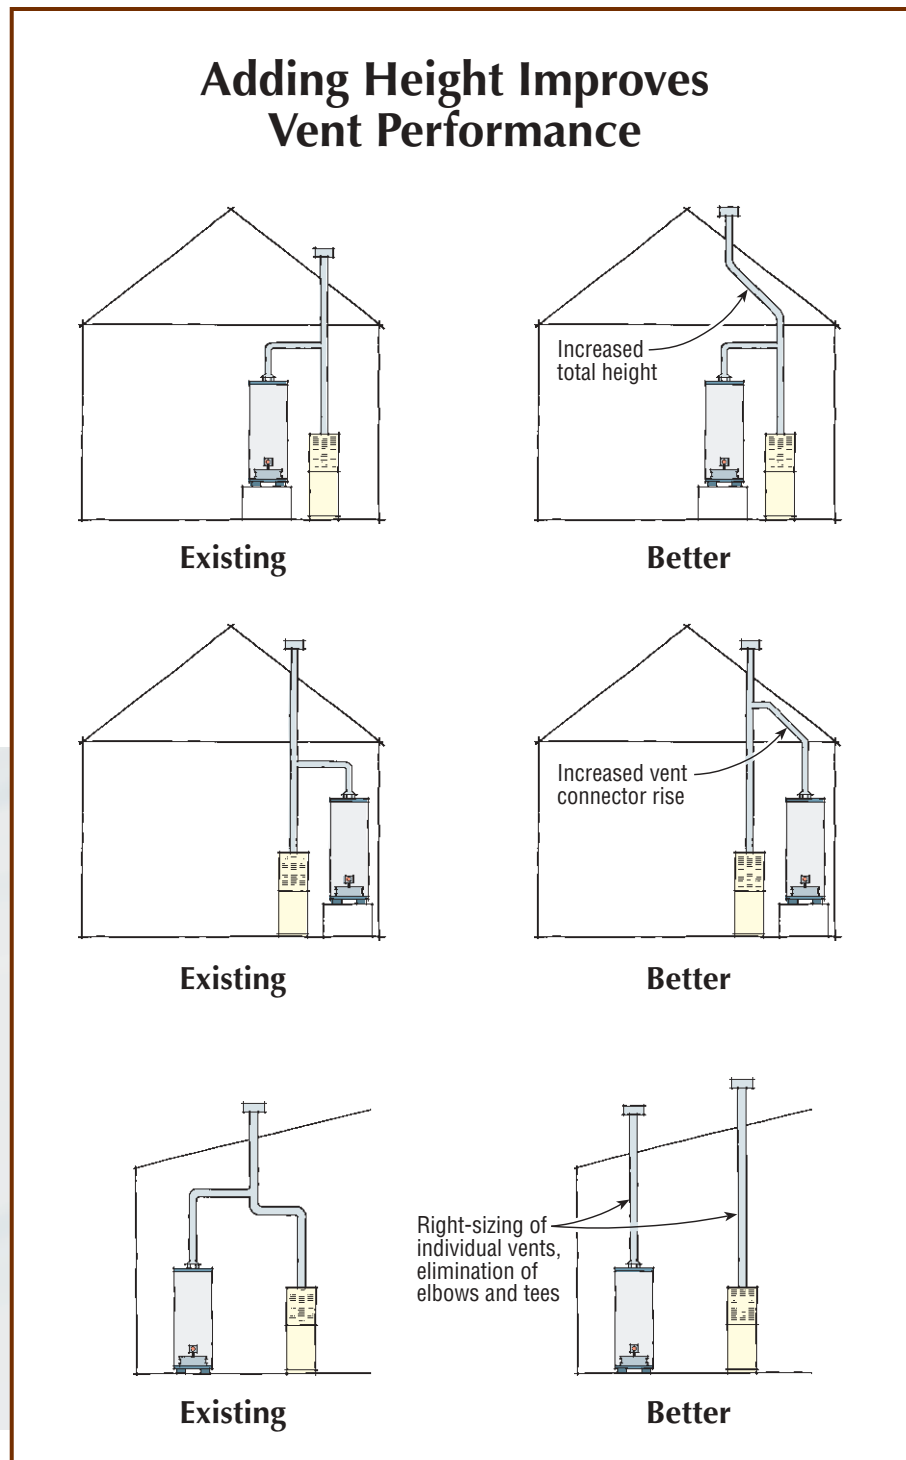 Adding Height Improves
Vent Performance
Increased
total height
Existing
Better
Increased vent
connector rise
Existing
Better
Right-sizing of
individual vents,
elimination of
elbows and tees
Existing
Better